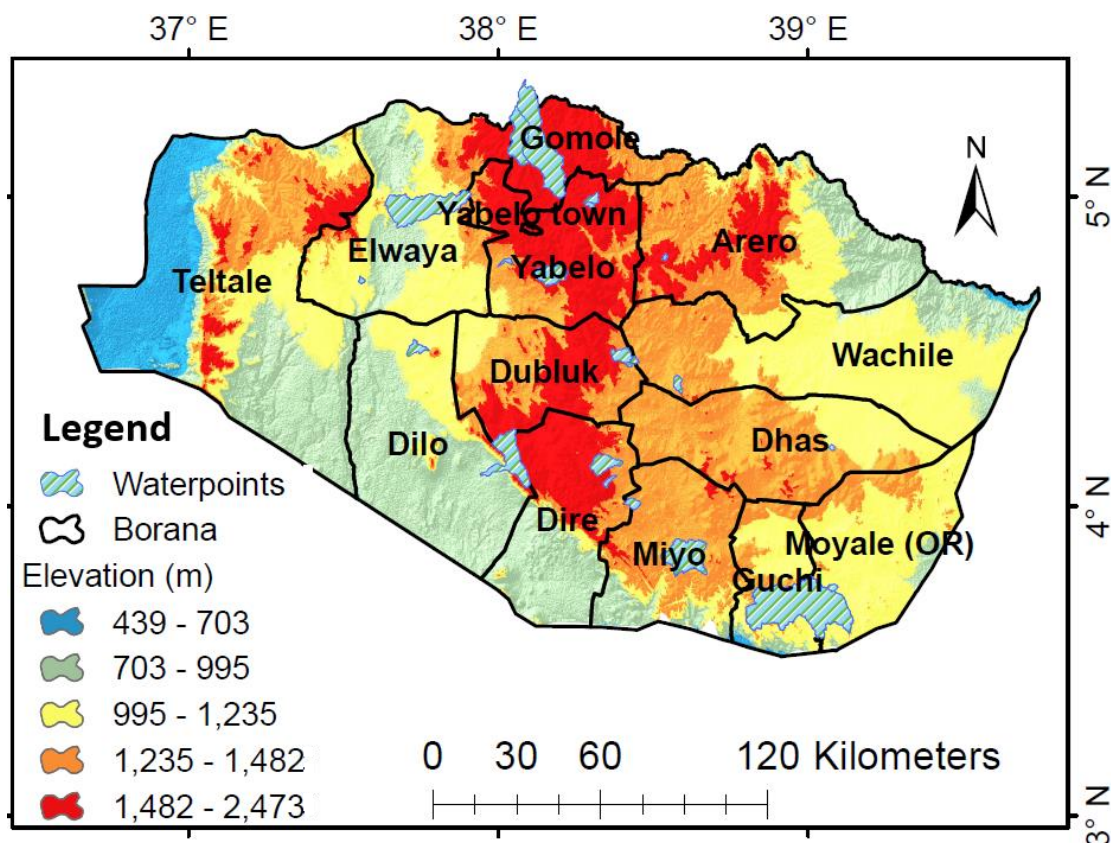 37° E 38° E 39° E
N
5° N
4° N
3° N
Gomole
Yabelo town
Elwaya
Arero
Yabelo
Teltale
Wachile
Dubluk
Dilo
Dhas
Dire
Moyale (OR)
Miyo
Guchi
Legend
Waterpoints
Borana
Elevation (m)
439 - 703
703 - 995
995 - 1,235
1,235 - 1,482
1,482 - 2,473
0 30 60 120 Kilometers